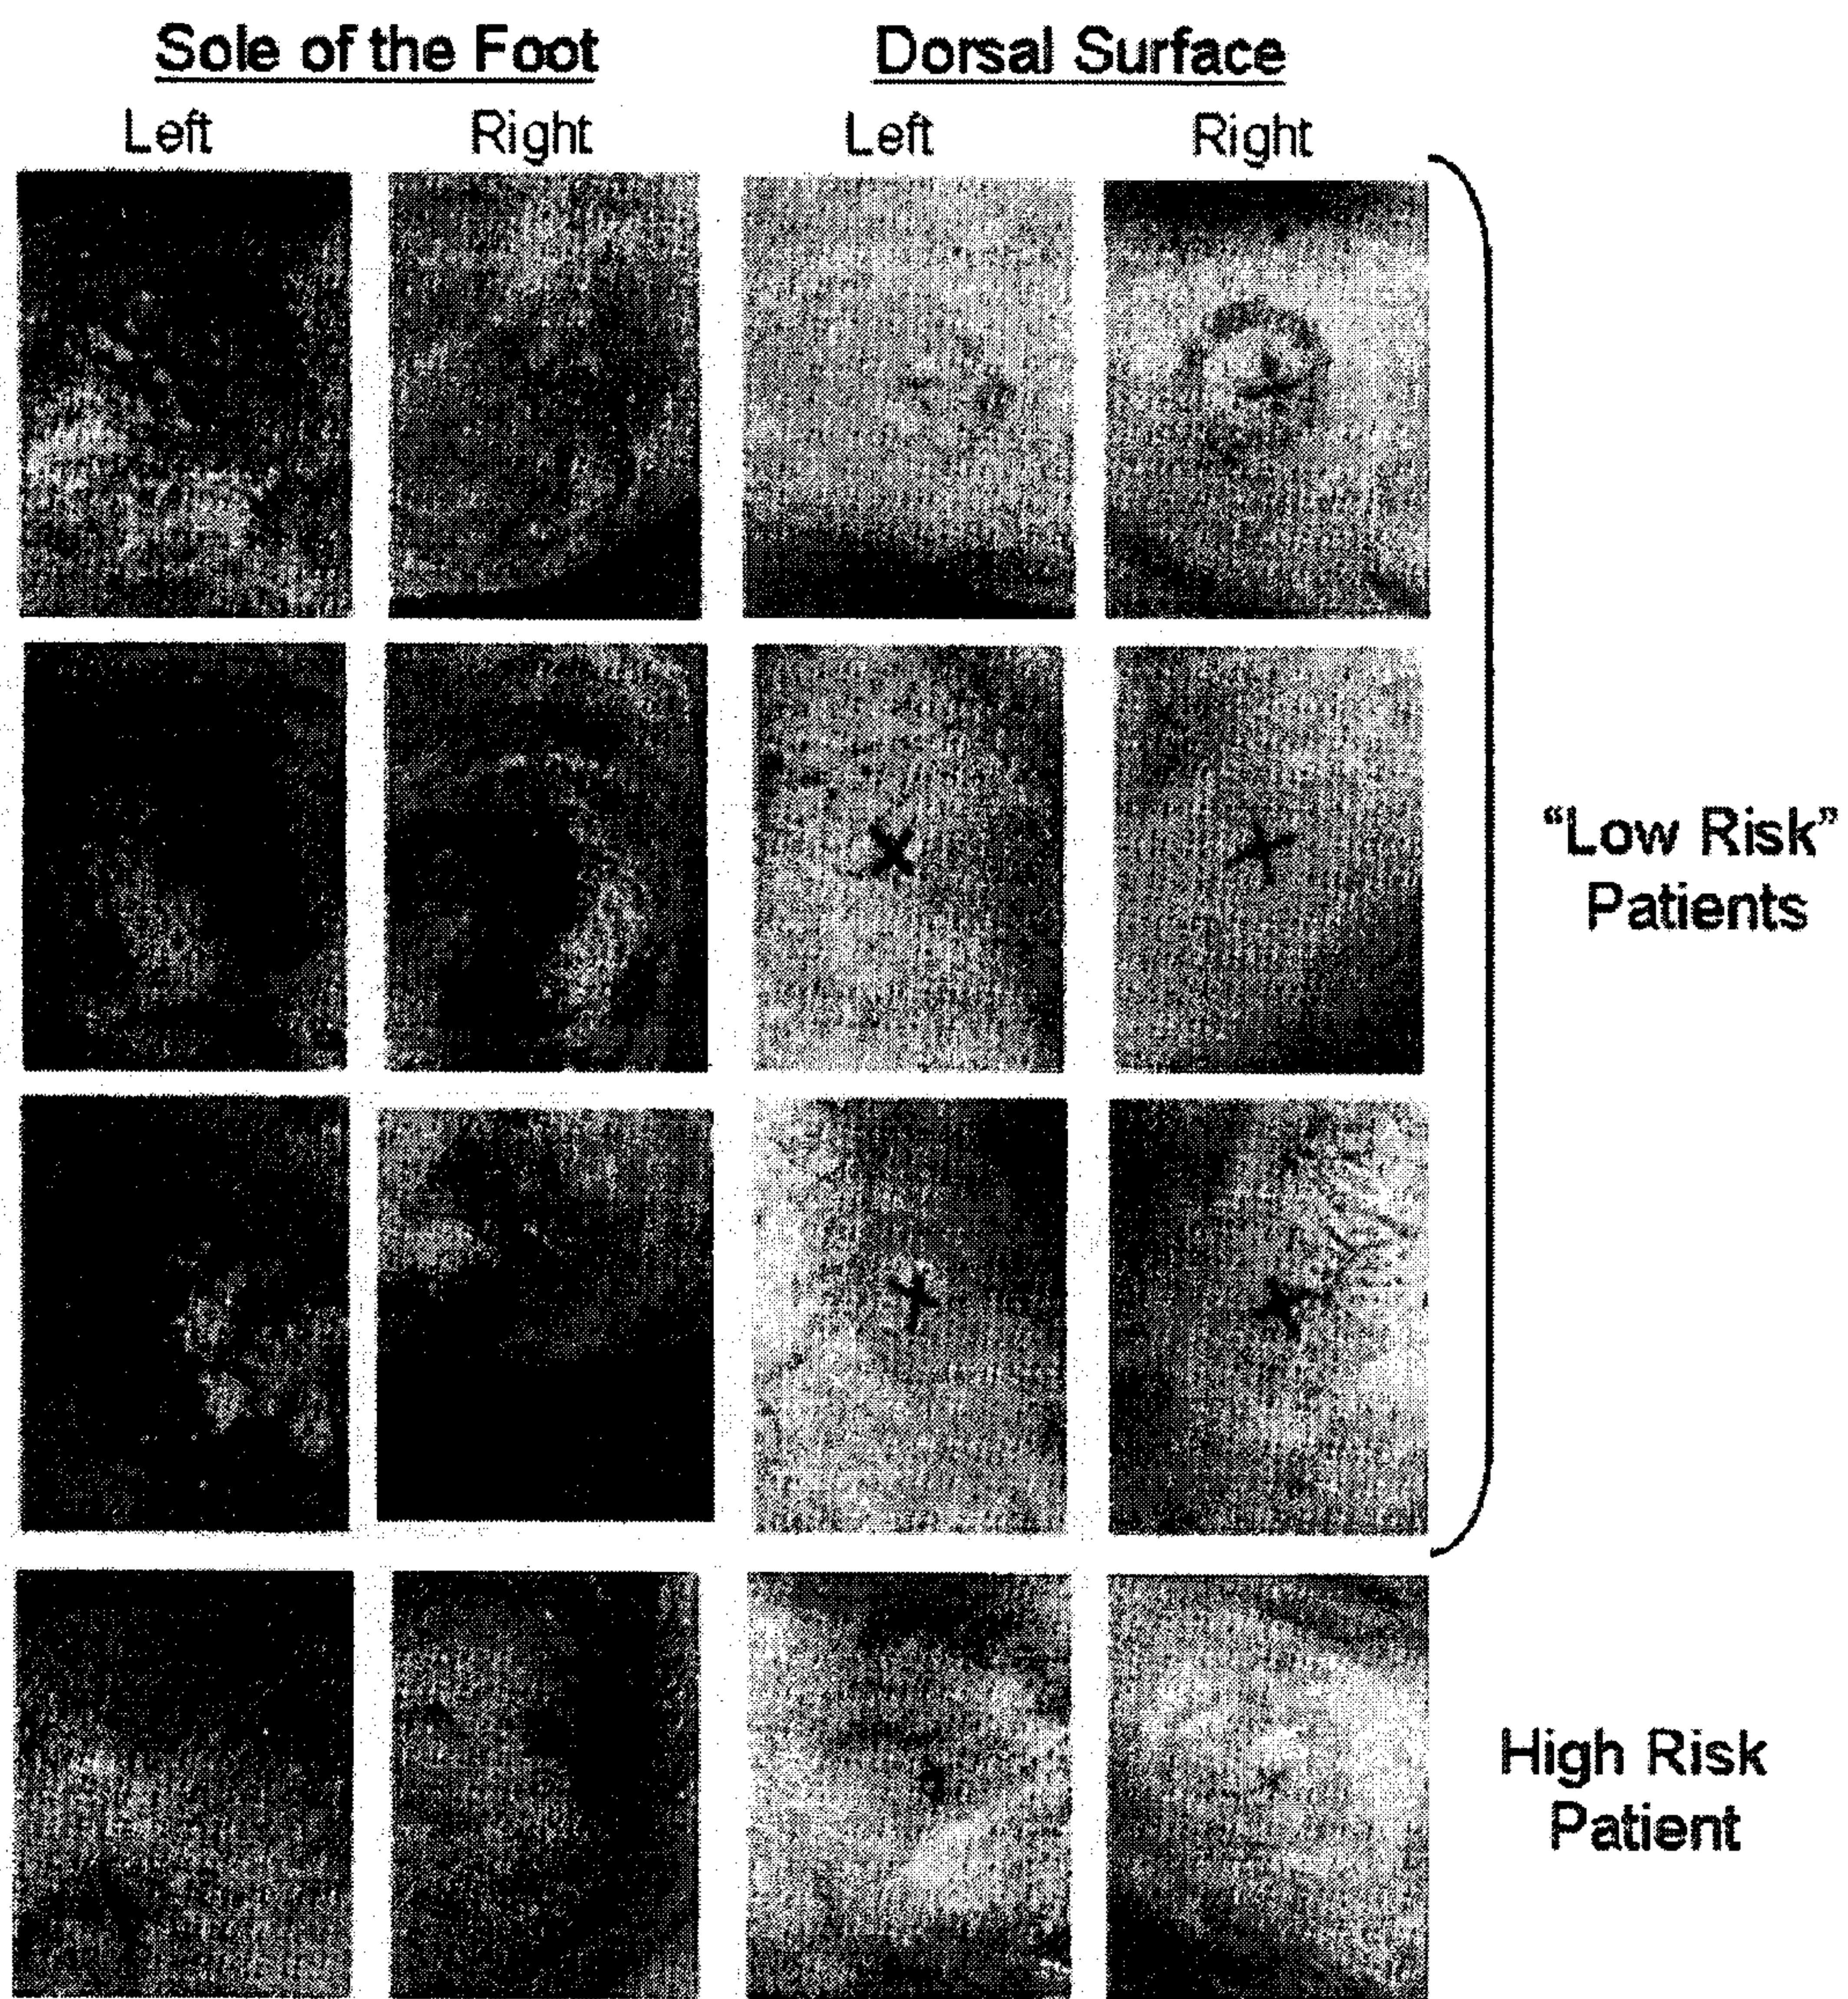 Sole of the Foot
Dorsal Surface
Left
Right
Left
Right
“Low Risk”
Patients
High Risk
Patient